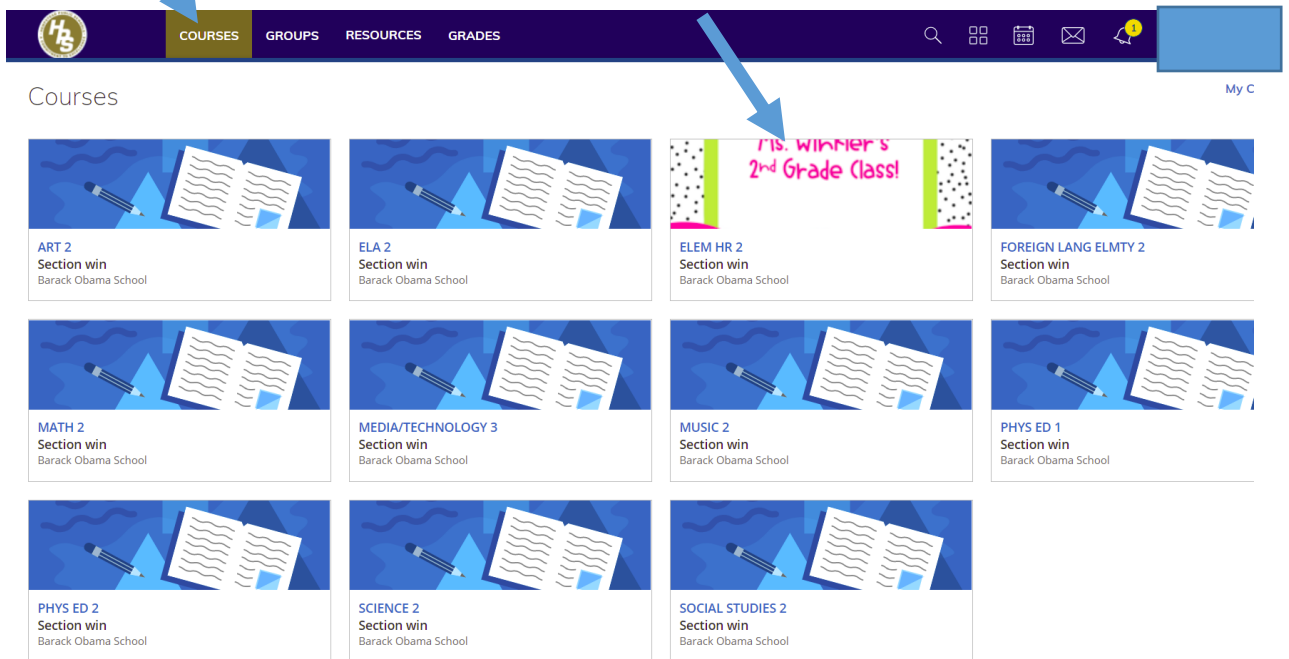 HPS
COURSES GROUPS RESOURCES GRADES
1
Courses
My C
Ms. Winkler's
2nd Grade Class!
ART 2
Section win
Barack Obama School
ELA 2
Section win
Barack Obama School
ELEM HR 2
Section win
Barack Obama School
FOREIGN LANG ELMTY 2
Section win
Barack Obama School
MATH 2
Section win
Barack Obama School
MEDIA/TECHNOLOGY 3
Section win
Barack Obama School
MUSIC 2
Section win
Barack Obama School
PHYS ED 1
Section win
Barack Obama School
PHYS ED 2
Section win
Barack Obama School
SCIENCE 2
Section win
Barack Obama School
SOCIAL STUDIES 2
Section win
Barack Obama School